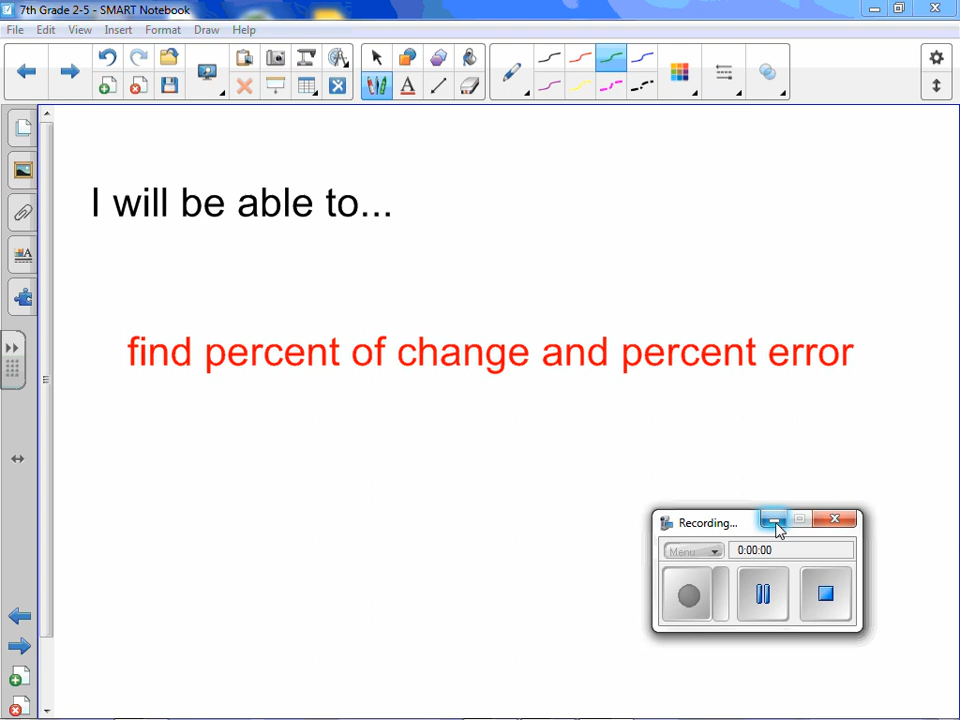 7th Grade 2-5 - SMART Notebook
File Edit View Insert Format Draw Help
I will be able to...
find percent of change and percent error
Recording...
Menu 0:00:00